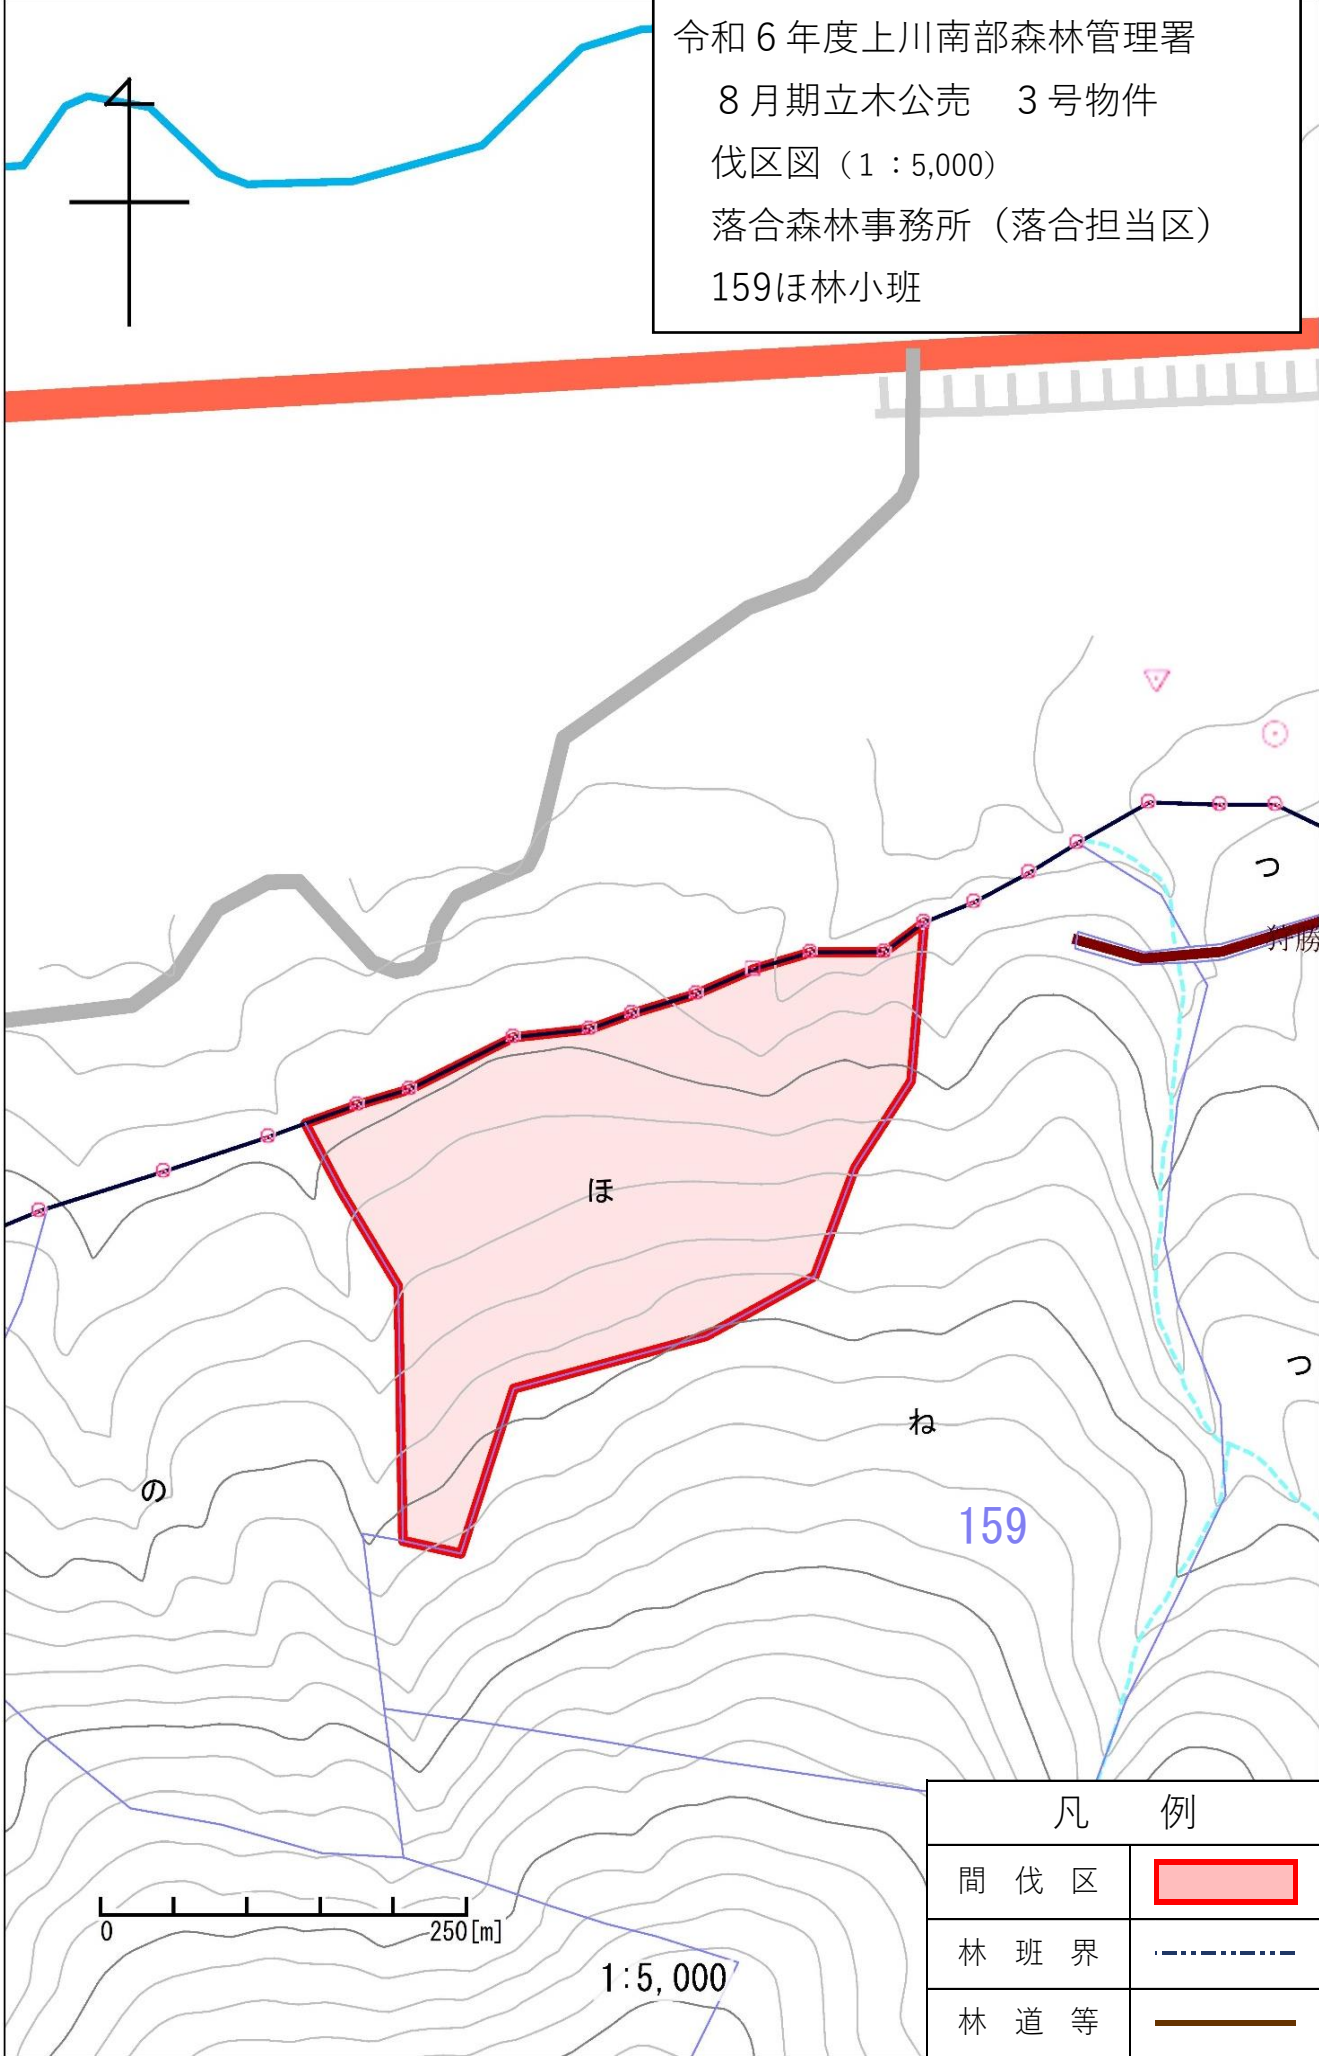 令和６年度上川南部森林管理署
８月期立木公売　３号物件
伐区図（１：5,000）
落合森林事務所（落合担当区）
159ほ林小班
つ
狩勝
ほ
つ
ね
の
159
凡　例
間　伐　区
林　班　界
林　道　等
0 250[m]
1:5,000